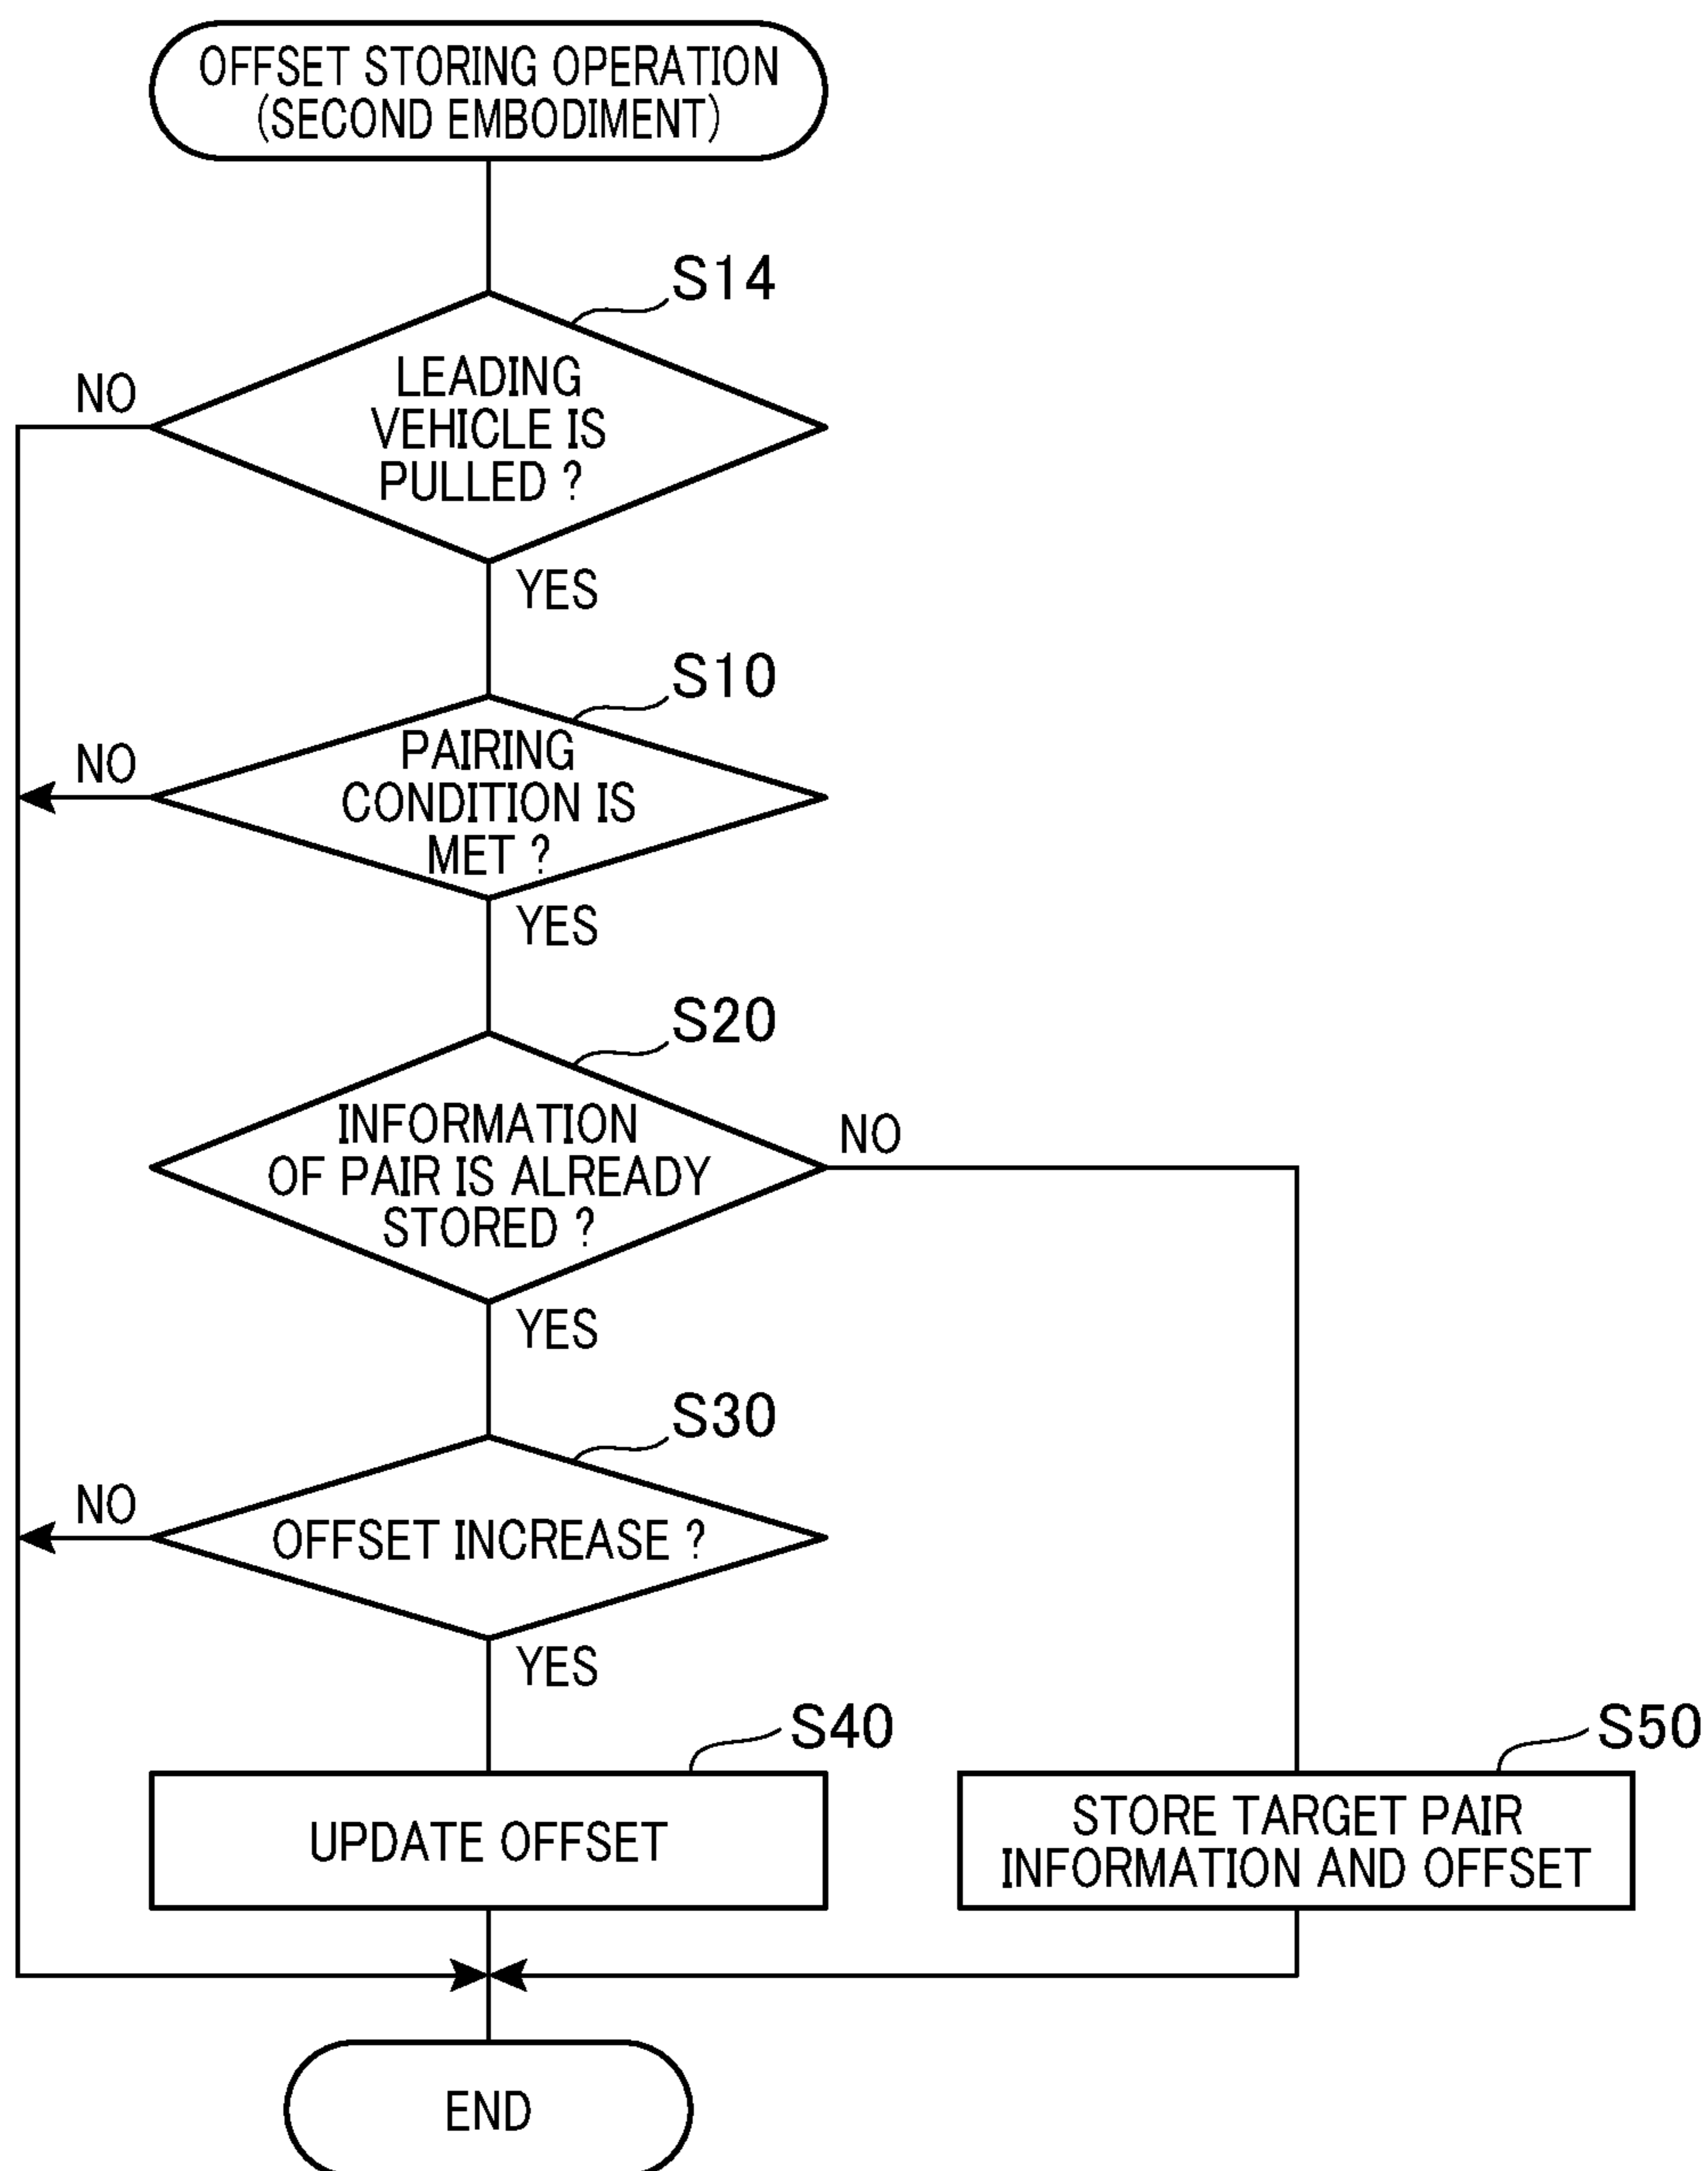 OFFSET STORING OPERATION
(SECOND EMBODIMENT)
S14
LEADING
VEHICLE IS
PULLED ?
NO
YES
S10
PAIRING
CONDITION IS
MET ?
NO
YES
S20
INFORMATION
OF PAIR IS ALREADY
STORED ?
NO
YES
S30
OFFSET INCREASE ?
NO
YES
S40
UPDATE OFFSET
S50
STORE TARGET PAIR
INFORMATION AND OFFSET
END